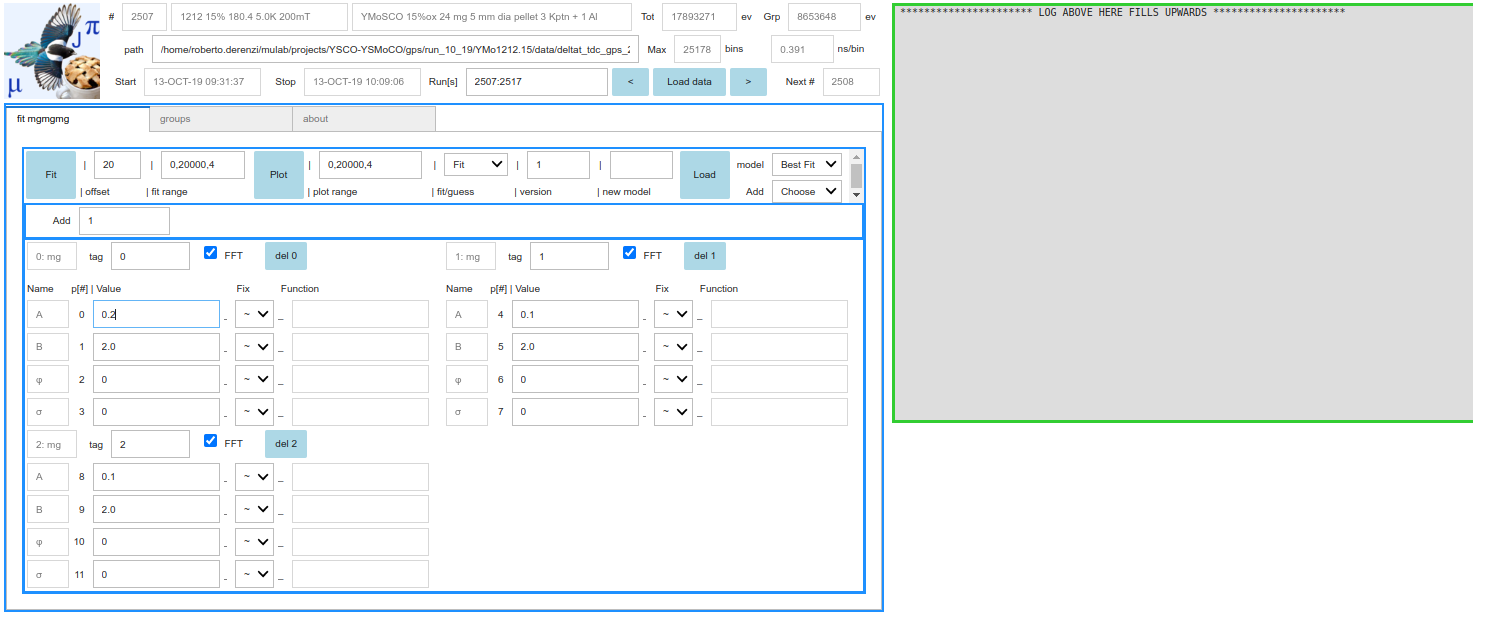 # 2507 1212 15% 180.4 5.0K 200mT YMoSCO 15%ox 24 mg 5 mm dia pellet 3 Kptn + 1 Al Tot 17893271 ev Grp 8653648 ev
path /home/roberto.derenzi/mulab/projects/YSCO-YSMoCO/gps/run_10_19/YMo1212.15/data/deltat_tdc_gps_2 Max 25178 bins 0.391 ns/bin
Start 13-OCT-19 09:31:37 Stop 13-OCT-19 10:09:06 Run[s] 2507:2517 < Load data > Next # 2508
π J μ
fit mgmgmg groups about
Fit | 20 | 0,20000,4 Plot | 0,20000,4 | Fit | 1 | Load model Best Fit
| offset | fit range | plot range | fit/guess | version | new model Add Choose
Add 1
0: mg tag 0 FFT del 0 1: mg tag 1 FFT del 1
Name p[#] | Value Fix Function Name p[#] | Value Fix Function
A 0 0.2 _ ~ _ A 4 0.1 _ ~ _
B 1 2.0 _ ~ _ B 5 2.0 _ ~ _
φ 2 0 _ ~ _ φ 6 0 _ ~ _
σ 3 0 _ ~ _ σ 7 0 _ ~ _
2: mg tag 2 FFT del 2
A 8 0.1 _ ~ _
B 9 2.0 _ ~ _
φ 10 0 _ ~ _
σ 11 0 _ ~ _
********************** LOG ABOVE HERE FILLS UPWARDS **********************